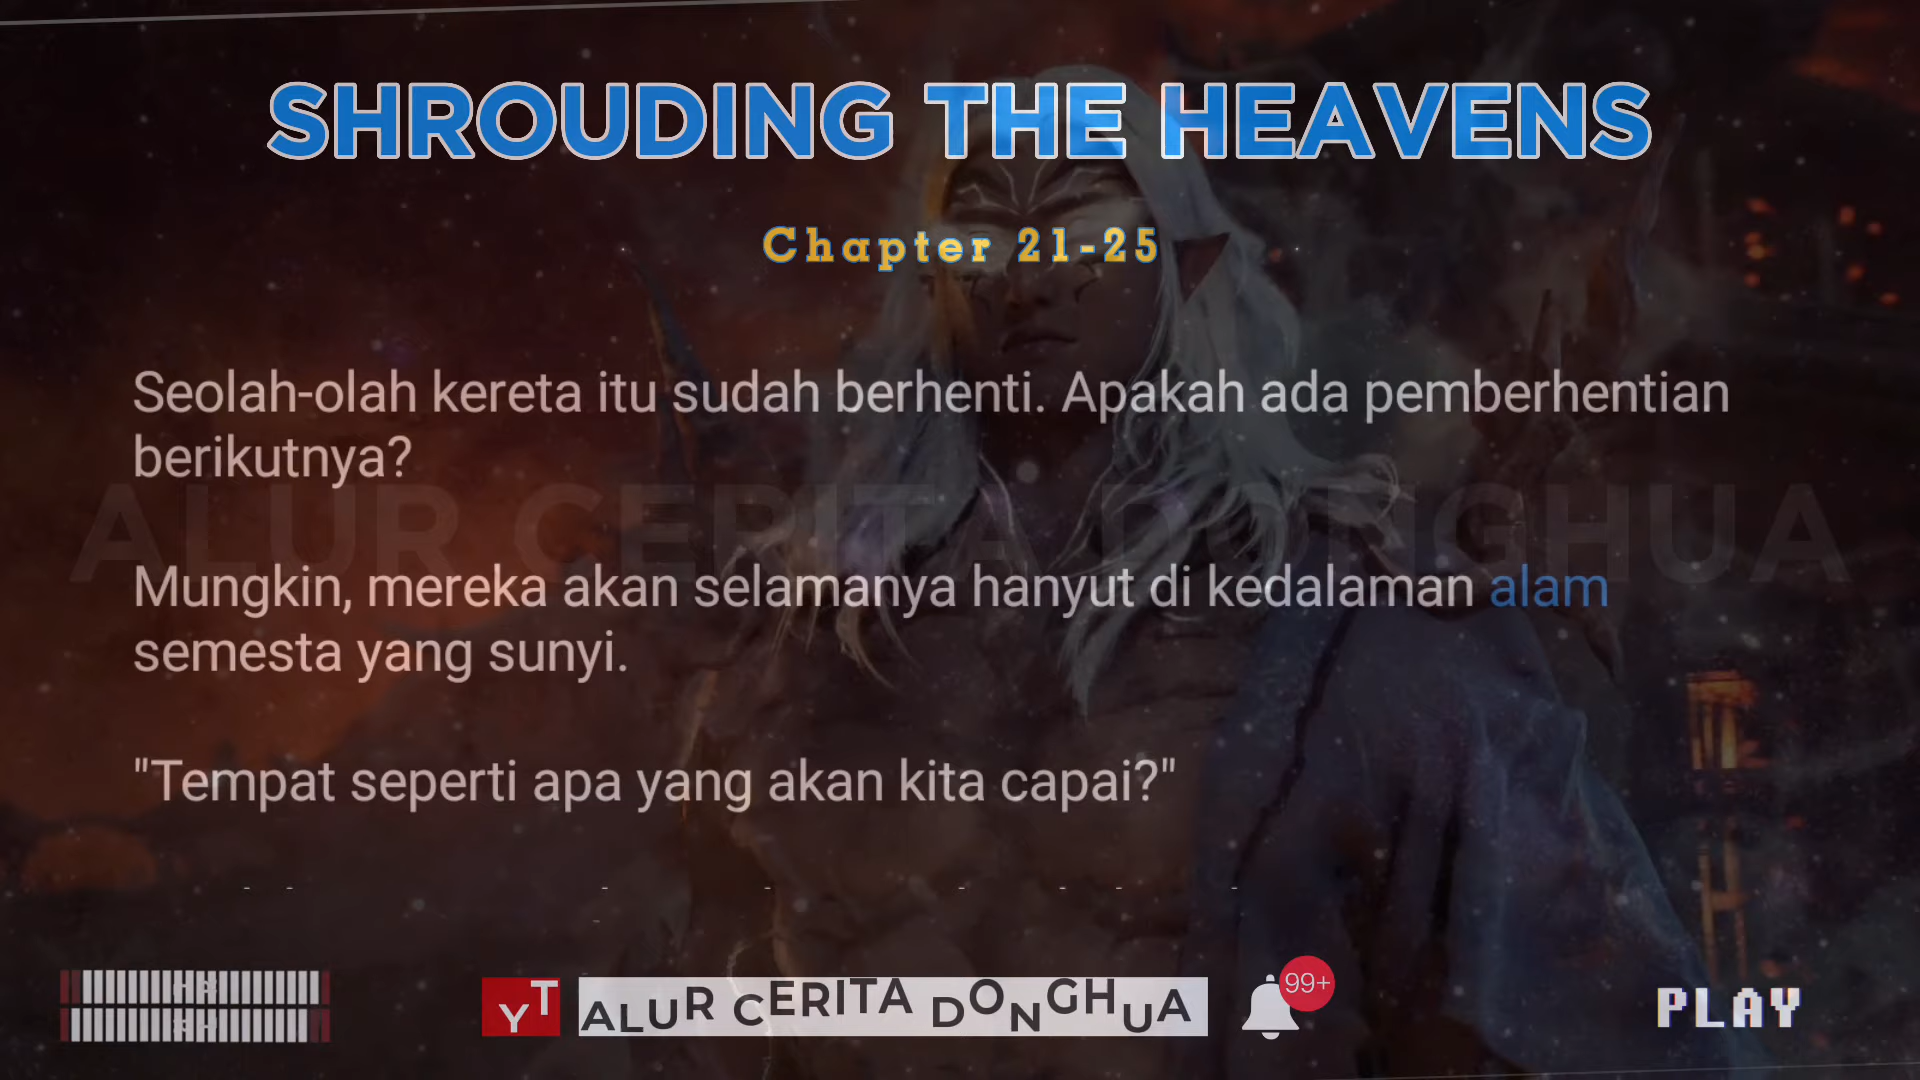 SHROUDING THE HEAVENS
Chapter 21-25
Seolah-olah kereta itu sudah berhenti. Apakah ada pemberhentian
berikutnya?
ALUR CERITA DONGHUA
Mungkin, mereka akan selamanya hanyut di kedalaman alam
semesta yang sunyi.
"Tempat seperti apa yang akan kita capai?"
YT ALUR CERITA DONGHUA 99+
PLAY